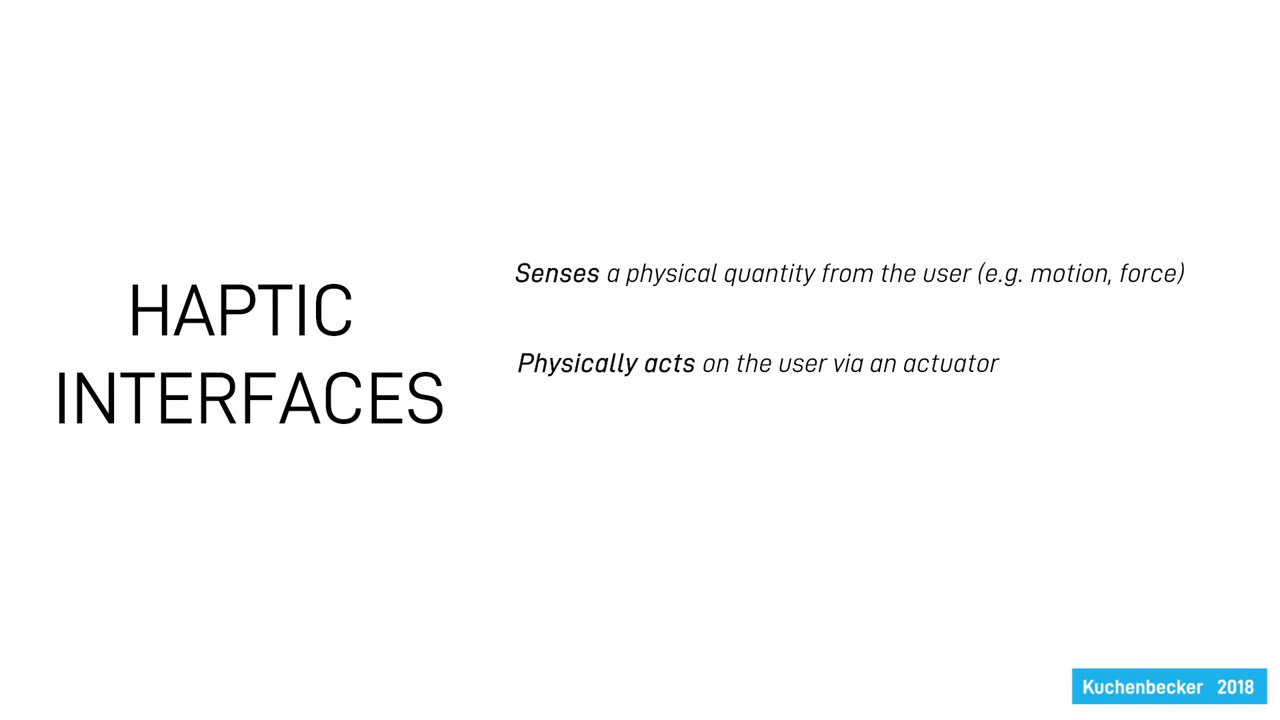 HAPTIC
INTERFACES
Senses a physical quantity from the user (e.g. motion, force)
Physically acts on the user via an actuator
Kuchenbecker 2018